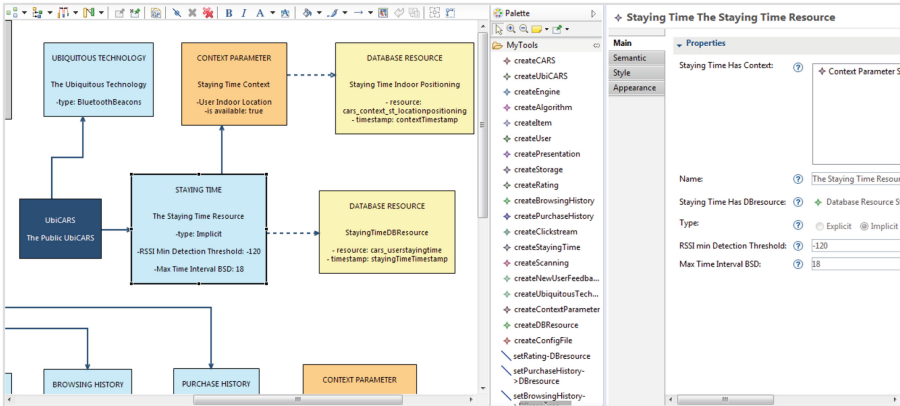 B I A
UBIQUITOUS TECHNOLOGY
The Ubiquitous Technology
-type: BluetoothBeacons
CONTEXT PARAMETER
Staying Time Context
-User Indoor Location
-is available: true
DATABASE RESOURCE
Staying Time Indoor Positioning
- resource:
cars_context_st_locationpositioning
- timestamp: contextTimestamp
UbiCARS
The Public UbiCARS
STAYING TIME
The Staying Time Resource
-type: Implicit
-RSSI Min Detection Threshold: -120
-Max Time Interval BSD: 18
DATABASE RESOURCE
StayingTimeDBResource
- resource: cars_userstayingtime
- timestamp: stayingTimeTimestamp
BROWSING HISTORY
PURCHASE HISTORY
CONTEXT PARAMETER
Palette
MyTools
createCARS
createUbiCARS
createEngine
createAlgorithm
createItem
createUser
createPresentation
createStorage
createRating
createBrowsingHistory
createPurchaseHistory
createClickstream
createStayingTime
createScanning
createNewUserFeedba...
createUbiquitousTech...
createContextParameter
createDBResource
createConfigFile
setRating-DBresource
setPurchaseHistory-
>DBresource
setBrowsingHistory-
Staying Time The Staying Time Resource
Main
Semantic
Style
Appearance
Properties
Staying Time Has Context: ? Context Parameter S
Name: ? The Staying Time Resour
Staying Time Has DBresource: ? Database Resource St
Type: ? Explicit Implicit
RSSI min Detection Threshold: ? -120
Max Time Interval BSD: ? 18